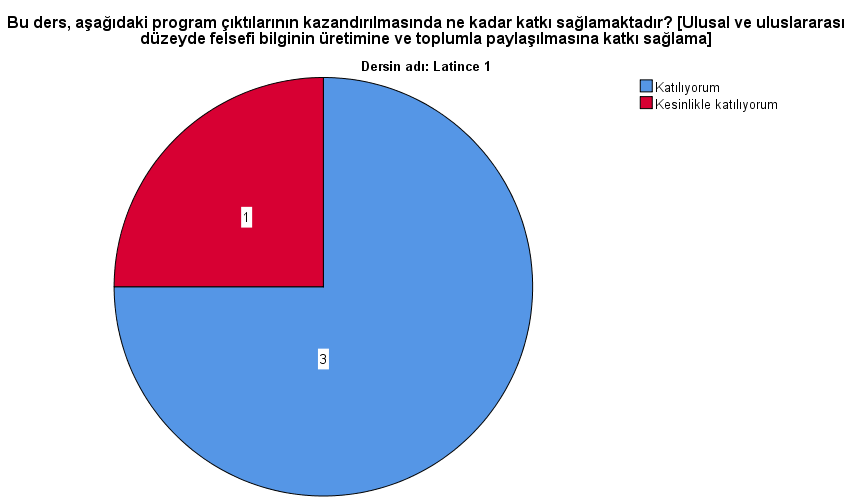 Bu ders, aşağıdaki program çıktılarının kazandırılmasında ne kadar katkı sağlamaktadır? [Ulusal ve uluslararası
düzeyde felsefi bilginin üretimine ve toplumla paylaşılmasına katkı sağlama]
Dersin adı: Latince 1
Katılıyorum
Kesinlikle katılıyorum
1
3